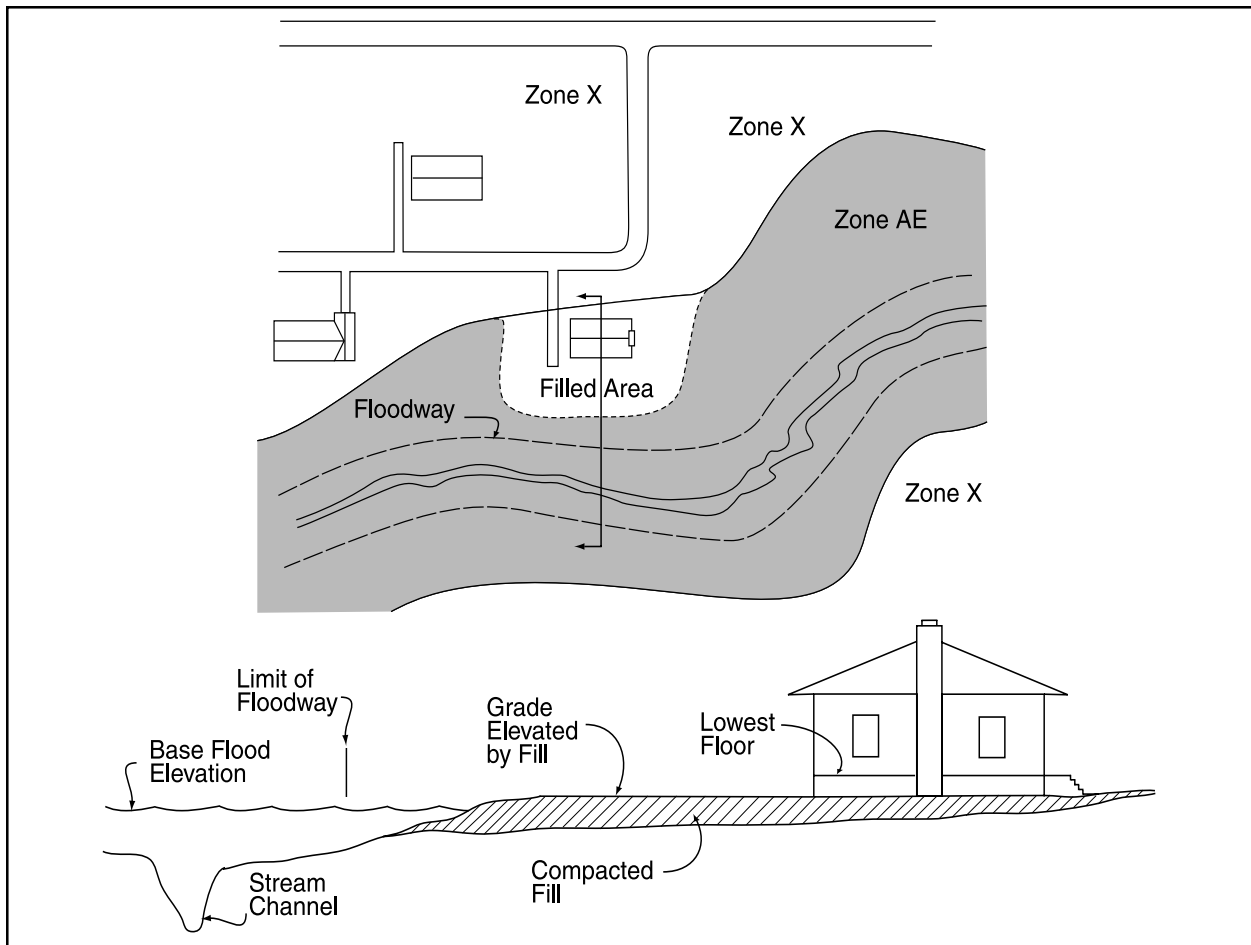 Zone X
Zone X
Zone AE
Filled Area
Floodway
Zone X
Limit of
Floodway
Grade
Elevated
by Fill
Lowest
Floor
Base Flood
Elevation
Compacted
Fill
Stream
Channel